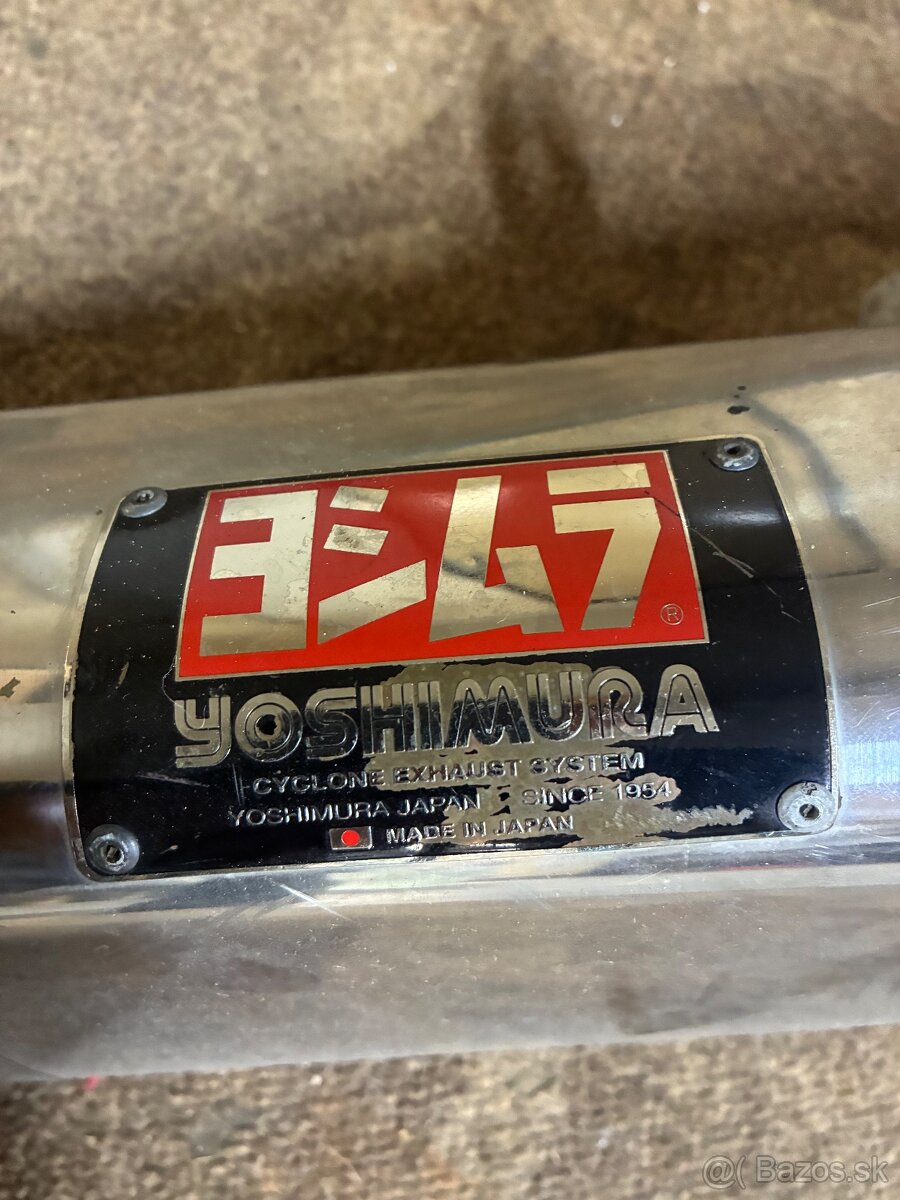 ヨシムラ ®
YOSHIMURA
CYCLONE EXHAUST SYSTEM
YOSHIMURA JAPAN SINCE 1954
MADE IN JAPAN
@( Bazos.sk